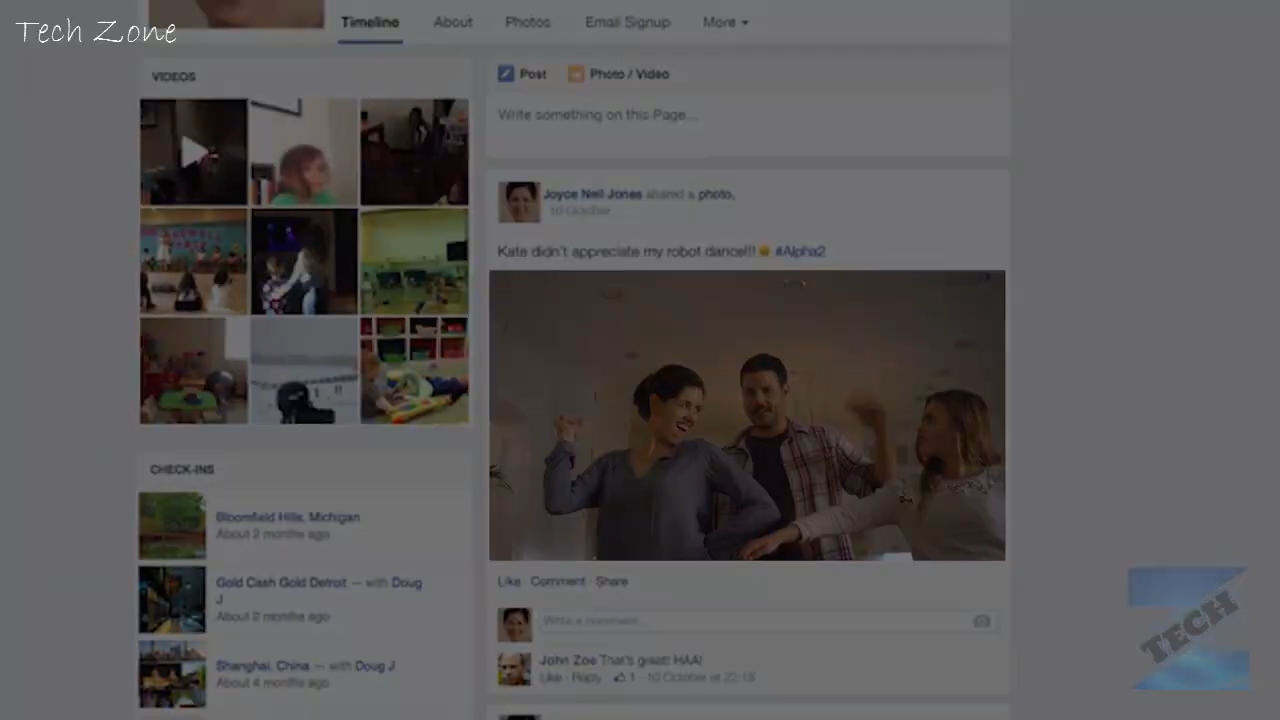 Tech Zone
Timeline About Photos Email Signup More
VIDEOS
Post Photo / Video
Write something on this Page...
Joyce Nell Jones shared a photo.
10 October
Kate didn't appreciate my robot dance!!! #Alpha2
Like Comment · Share
Write a comment...
John Zoe That's great! HAA!
Like · Reply 1 · 10 October at 22:18
CHECK-INS
Bloomfield Hills, Michigan
About 2 months ago
Gold Cash Gold Detroit — with Doug
J
About 2 months ago
Shanghai, China — with Doug J
About 4 months ago
Z TECH